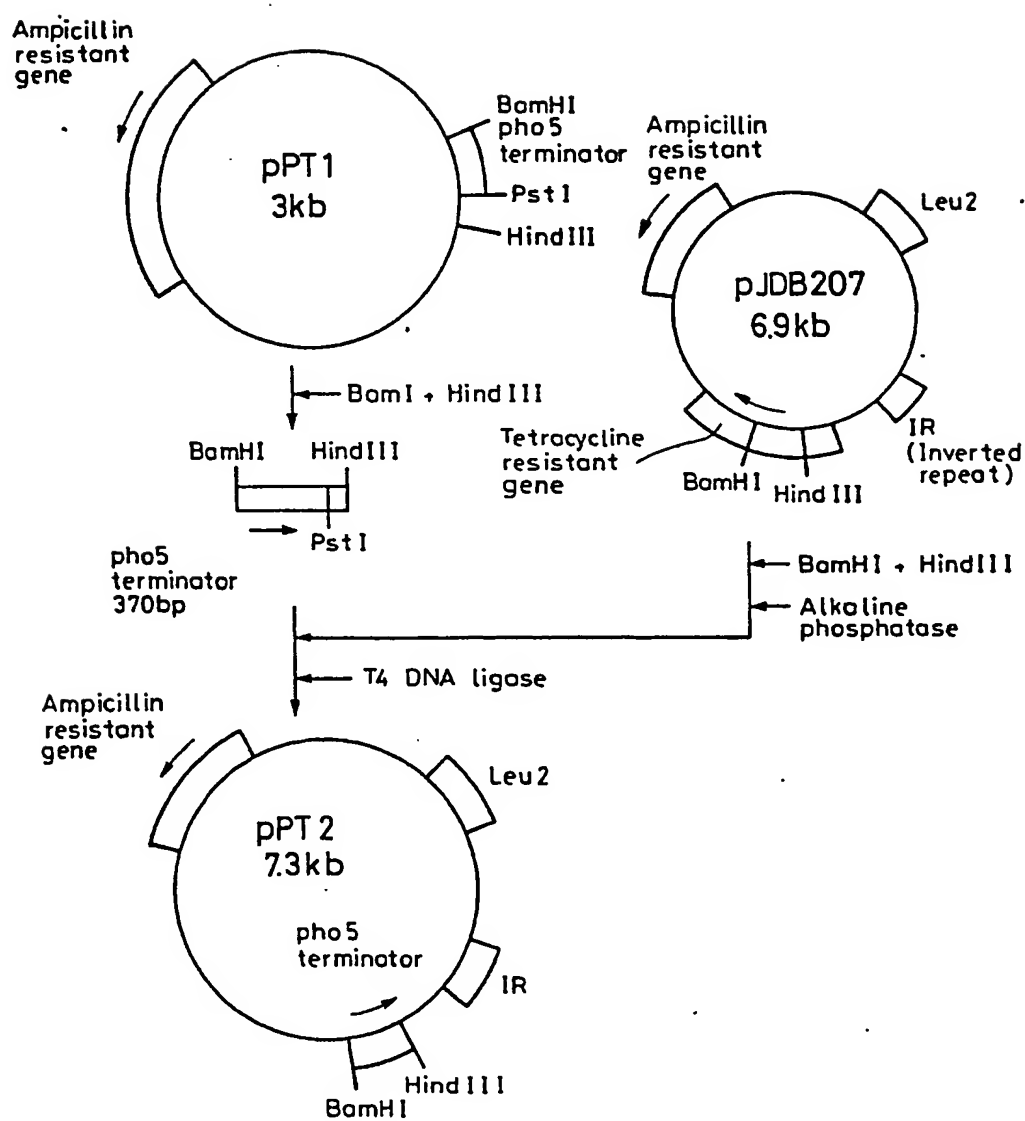 Ampicillin
resistant
gene
pPT1
3kb
BamHI
pho5
terminator
PstI
HindIII
Ampicillin
resistant
gene
Leu2
pJDB207
6.9kb
IR
(Inverted
repeat)
Tetracycline
resistant
gene
BamHI
HindIII
BamI + HindIII
BamHI
HindIII
PstI
pho5
terminator
370bp
BamHI + HindIII
Alkaline
phosphatase
T4 DNA ligase
Ampicillin
resistant
gene
Leu2
pPT2
7.3kb
pho5
terminator
IR
HindIII
BamHI